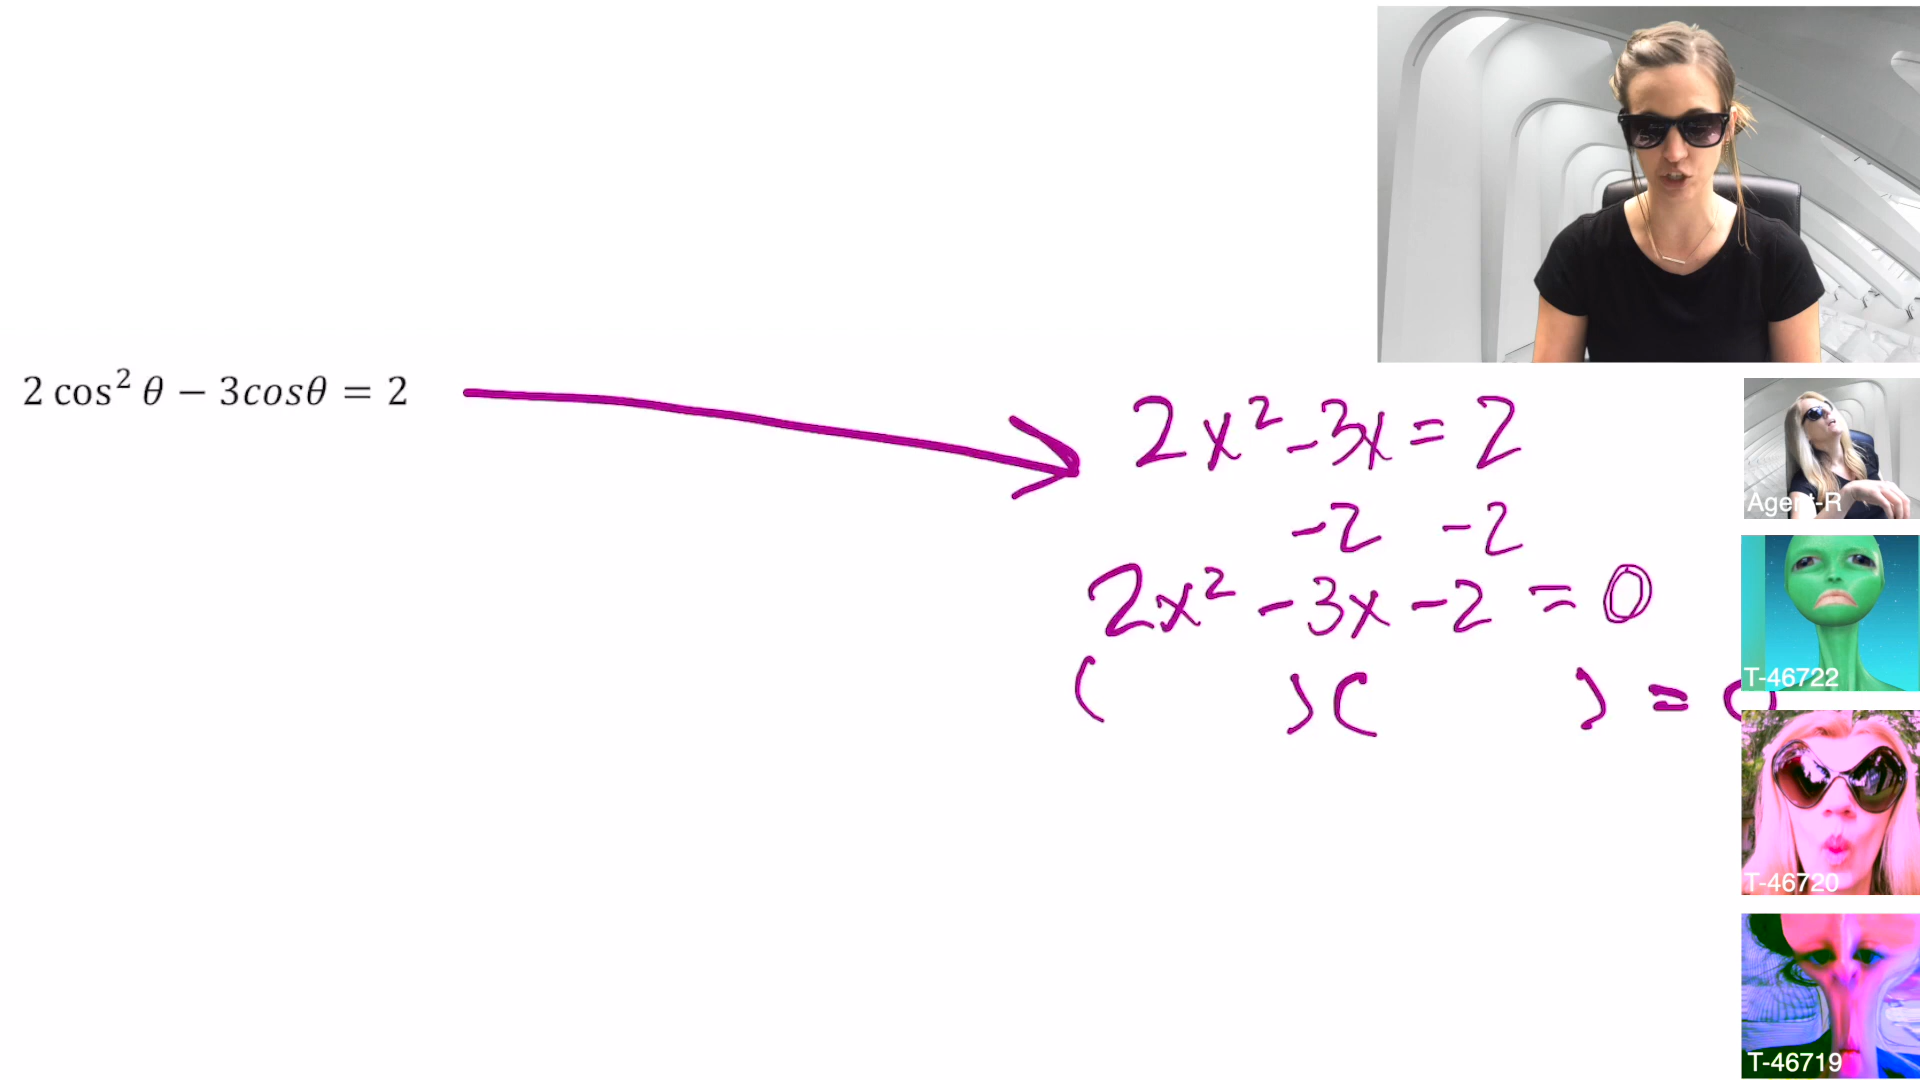 2 cos² θ − 3cosθ = 2
2x² - 3x = 2
-2 -2
2x² - 3x - 2 = 0
( )( ) = 0
Agent-R
T-46722
T-46720
T-46719